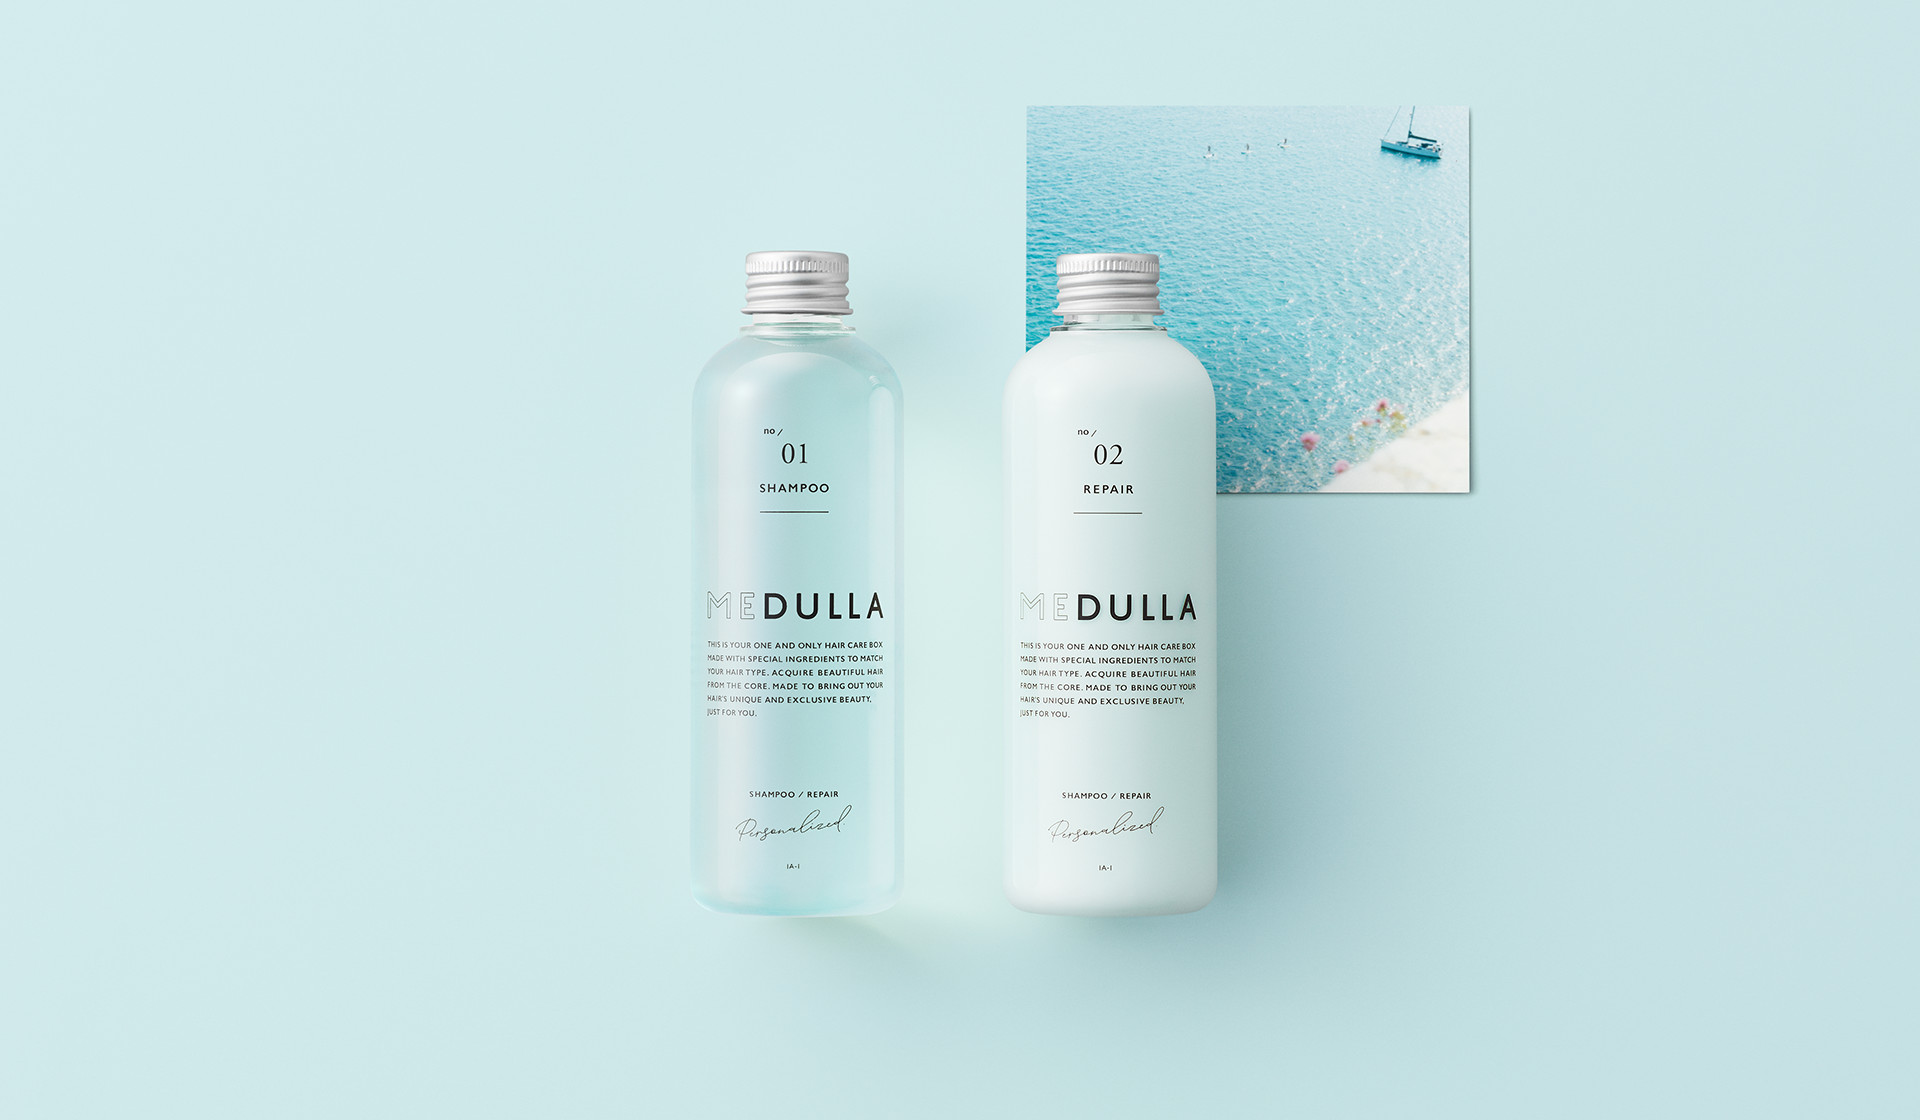 no/
01
SHAMPOO
MEDULLA
THIS IS YOUR ONE AND ONLY HAIR CARE BOX
MADE WITH SPECIAL INGREDIENTS TO MATCH
YOUR HAIR TYPE. ACQUIRE BEAUTIFUL HAIR
FROM THE CORE. MADE TO BRING OUT YOUR
HAIR'S UNIQUE AND EXCLUSIVE BEAUTY,
JUST FOR YOU.
SHAMPOO / REPAIR
Personalized
IA-I
no/
02
REPAIR
MEDULLA
THIS IS YOUR ONE AND ONLY HAIR CARE BOX
MADE WITH SPECIAL INGREDIENTS TO MATCH
YOUR HAIR TYPE. ACQUIRE BEAUTIFUL HAIR
FROM THE CORE. MADE TO BRING OUT YOUR
HAIR'S UNIQUE AND EXCLUSIVE BEAUTY,
JUST FOR YOU.
SHAMPOO / REPAIR
Personalized
IA-I